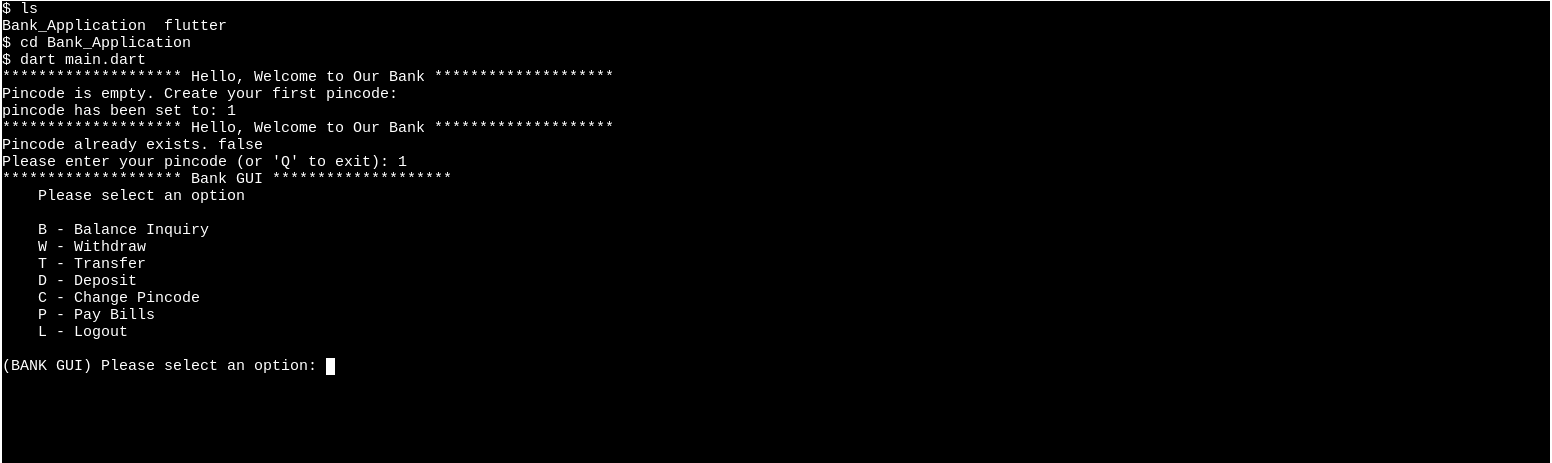 $ ls
Bank_Application  flutter
$ cd Bank_Application
$ dart main.dart
******************** Hello, Welcome to Our Bank ********************
Pincode is empty. Create your first pincode:
pincode has been set to: 1
******************** Hello, Welcome to Our Bank ********************
Pincode already exists. false
Please enter your pincode (or 'Q' to exit): 1
******************** Bank GUI ********************
    Please select an option

    B - Balance Inquiry
    W - Withdraw
    T - Transfer
    D - Deposit
    C - Change Pincode
    P - Pay Bills
    L - Logout

(BANK GUI) Please select an option: